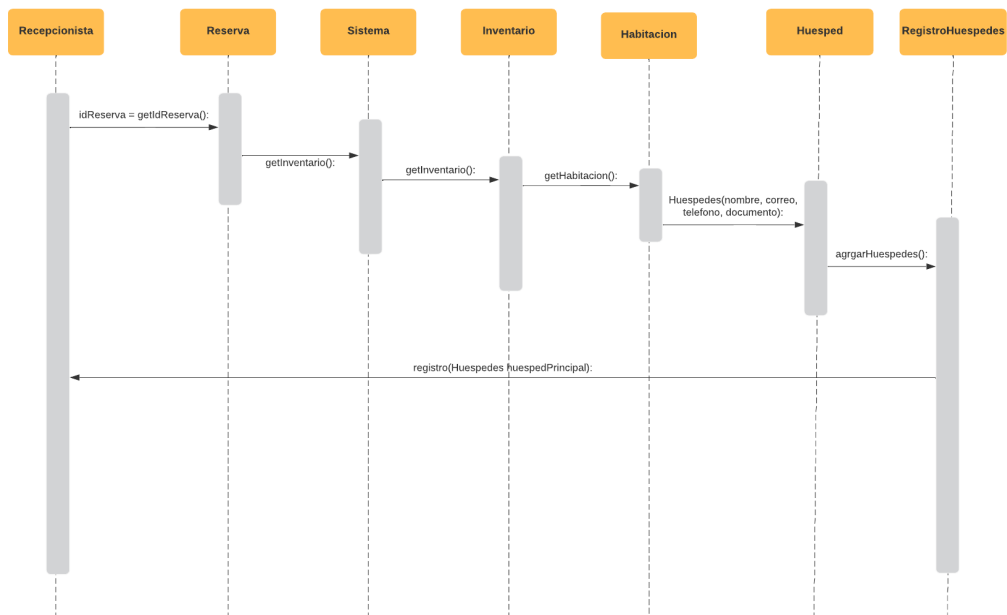 Recepcionista
Reserva
Sistema
Inventario
Habitacion
Huesped
RegistroHuespedes
idReserva = getIdReserva():
getInventario():
getInventario():
getHabitacion():
Huespedes(nombre, correo,
telefono, documento):
agrgarHuespedes():
registro(Huespedes huespedPrincipal):